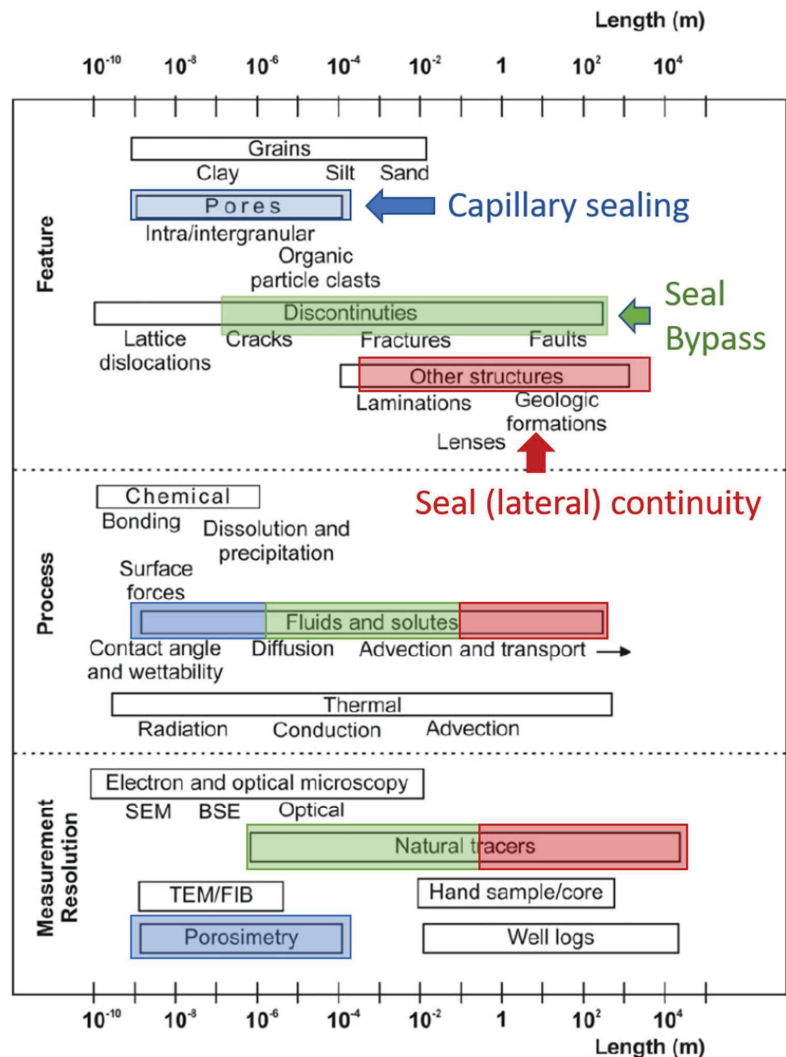 Length (m)
10⁻¹⁰ 10⁻⁸ 10⁻⁶ 10⁻⁴ 10⁻² 1 10² 10⁴
Feature
Grains
Clay Silt Sand
Pores
Capillary sealing
Intra/intergranular
Organic
particle clasts
Discontinuties
Seal
Bypass
Lattice
dislocations
Cracks Fractures Faults
Other structures
Laminations
Geologic
formations
Lenses
Seal (lateral) continuity
Process
Chemical
Bonding
Dissolution and
precipitation
Surface
forces
Fluids and solutes
Contact angle
and wettability
Diffusion Advection and transport
Thermal
Radiation Conduction Advection
Measurement
Resolution
Electron and optical microscopy
SEM BSE Optical
Natural tracers
TEM/FIB Hand sample/core
Porosimetry Well logs
10⁻¹⁰ 10⁻⁸ 10⁻⁶ 10⁻⁴ 10⁻² 1 10² 10⁴
Length (m)